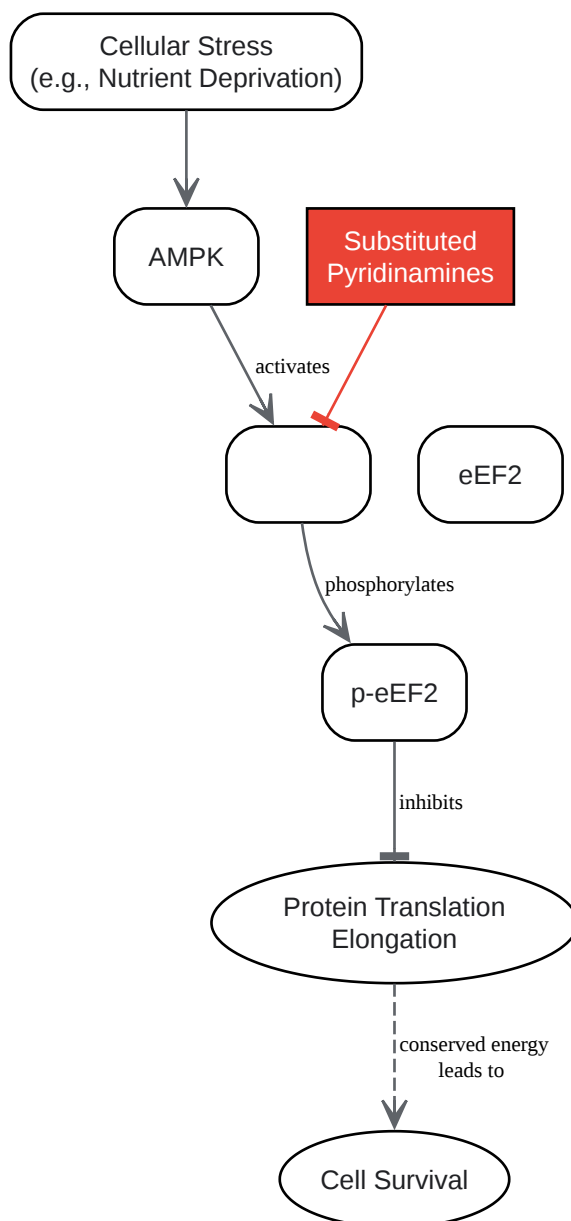 Cellular Stress
(e.g., Nutrient Deprivation)
AMPK
Substituted
Pyridinamines
activates
eEF2
phosphorylates
p-eEF2
inhibits
Protein Translation
Elongation
conserved energy
leads to
Cell Survival